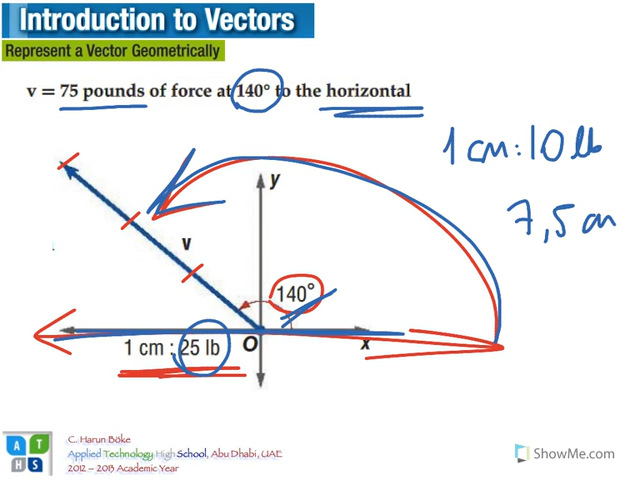 Introduction to Vectors
Represent a Vector Geometrically
v = 75 pounds of force at 140° to the horizontal
1 cm : 10 lb
7,5 cm
y
v
140°
1 cm : 25 lb O x
A T
H S
C. Harun Böke
Applied Technology High School, Abu Dhabi, UAE
2012 – 2013 Academic Year
ShowMe.com